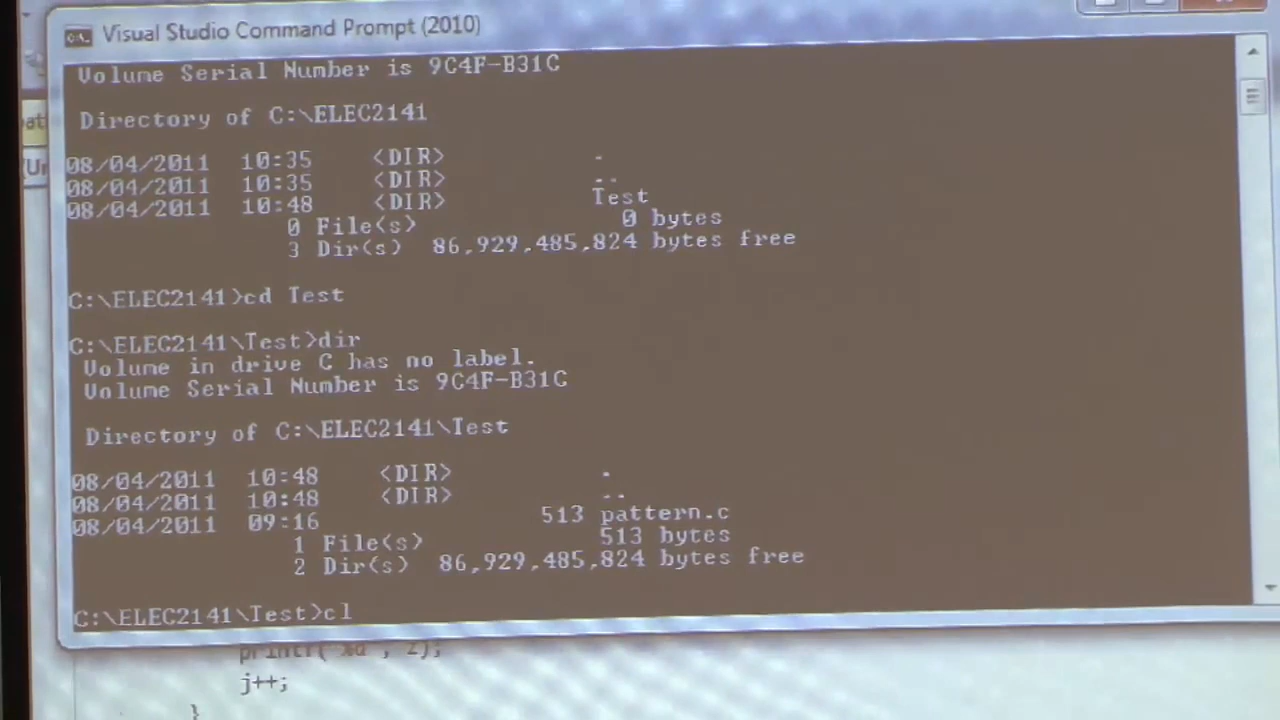 Visual Studio Command Prompt (2010)
Volume Serial Number is 9C4F-B31C
Directory of C:\ELEC2141
08/04/2011 10:35 <DIR> .
08/04/2011 10:35 <DIR> ..
08/04/2011 10:48 <DIR> Test
0 File(s) 0 bytes
3 Dir(s) 86,929,485,824 bytes free
C:\ELEC2141>cd Test
C:\ELEC2141\Test>dir
Volume in drive C has no label.
Volume Serial Number is 9C4F-B31C
Directory of C:\ELEC2141\Test
08/04/2011 10:48 <DIR> .
08/04/2011 10:48 <DIR> ..
08/04/2011 09:16 513 pattern.c
1 File(s) 513 bytes
2 Dir(s) 86,929,485,824 bytes free
C:\ELEC2141\Test>cl
j++;
}